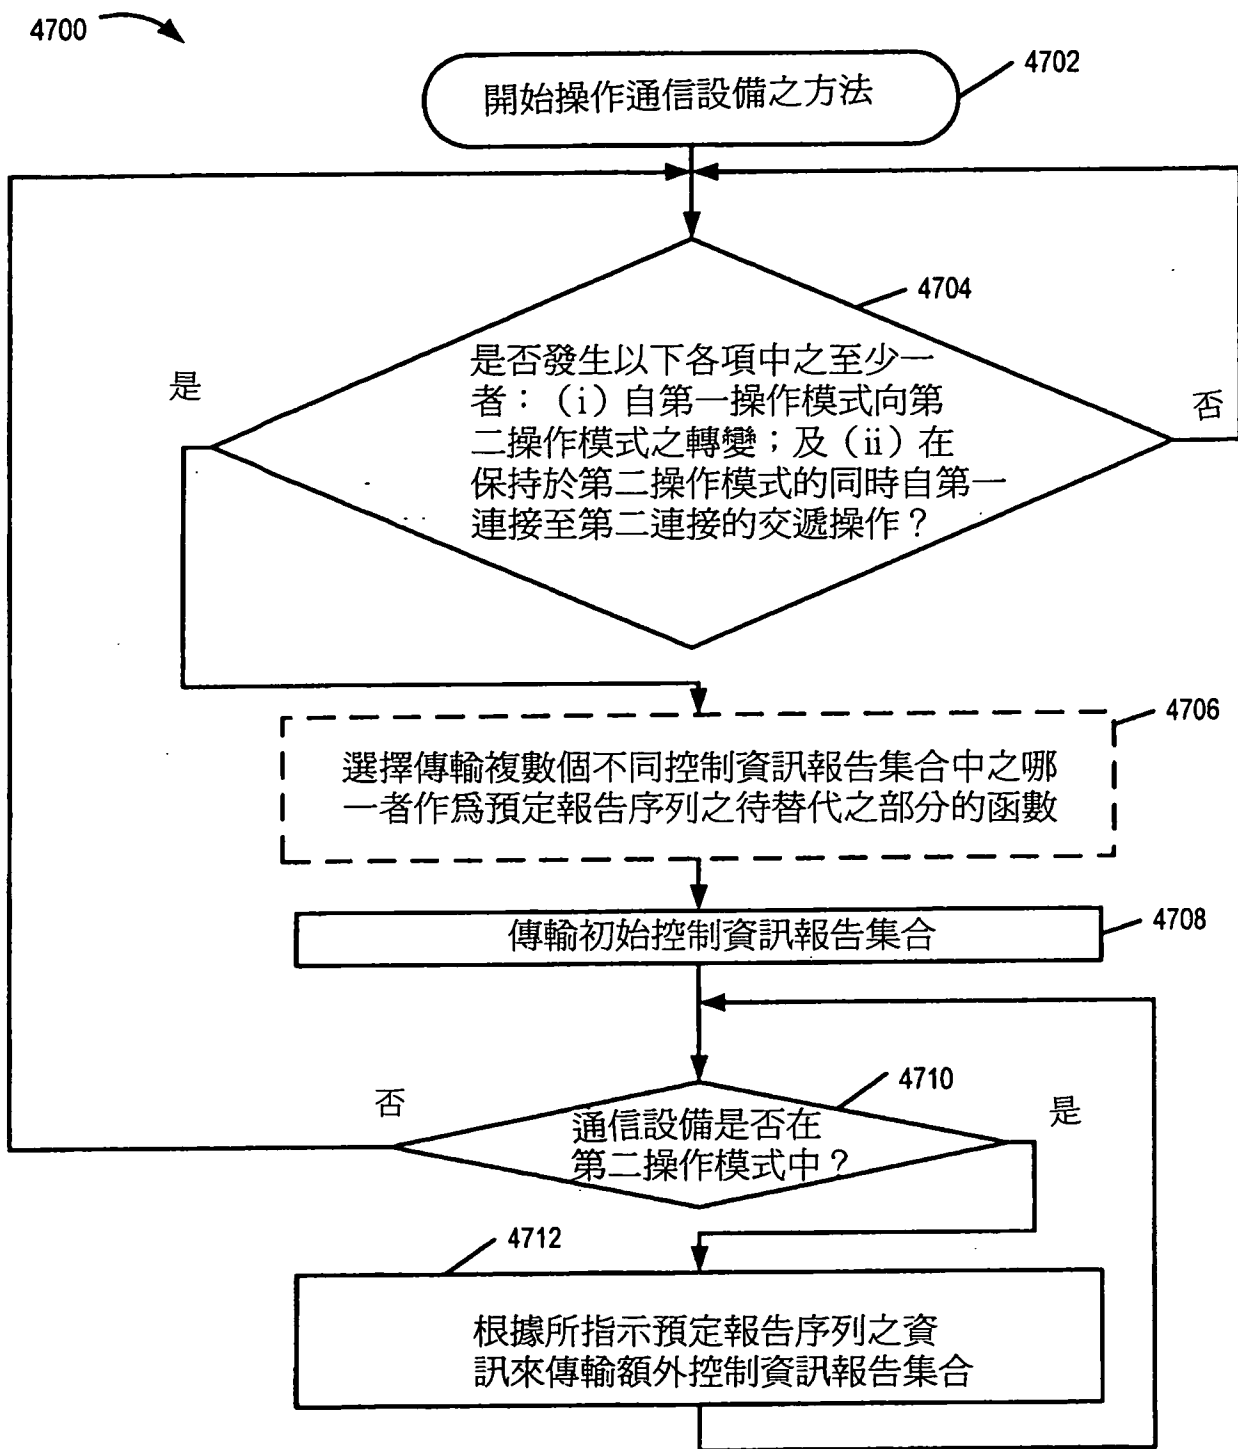 4700
4702
開始操作通信設備之方法
4704
是否發生以下各項中之至少一
者：（i）自第一操作模式向第
二操作模式之轉變；及（ii）在
保持於第二操作模式的同時自第一
連接至第二連接的交遞操作？
是
否
4706
選擇傳輸複數個不同控制資訊報告集合中之哪
一者作爲預定報告序列之待替代之部分的函數
4708
傳輸初始控制資訊報告集合
4710
否
通信設備是否在
第二操作模式中？
是
4712
根據所指示預定報告序列之資
訊來傳輸額外控制資訊報告集合